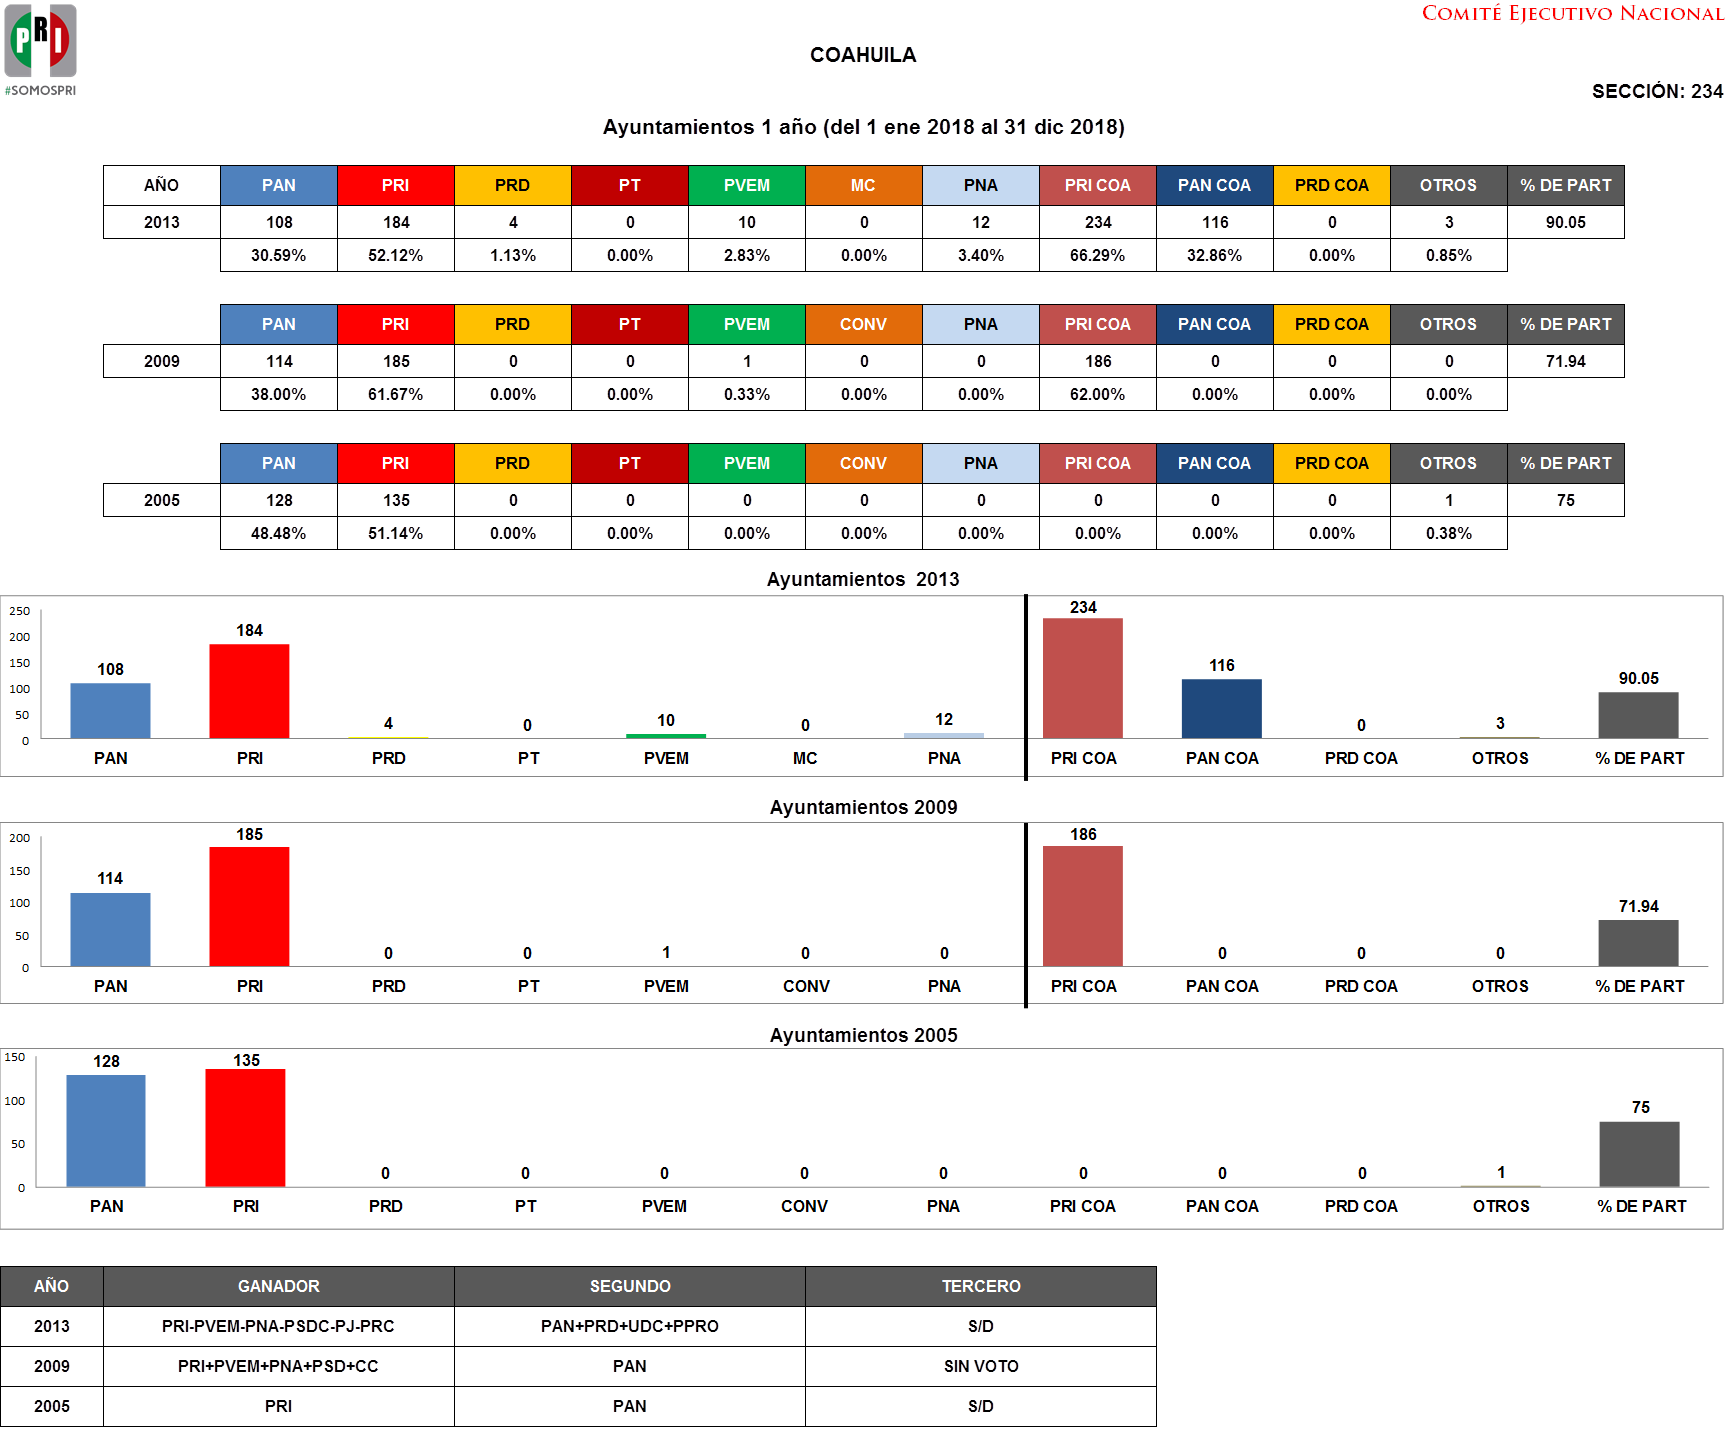 PRI
#SOMOSPRI
COMITÉ EJECUTIVO NACIONAL
COAHUILA
SECCIÓN: 234
Ayuntamientos 1 año (del 1 ene 2018 al 31 dic 2018)
AÑO PAN PRI PRD PT PVEM MC PNA PRI COA PAN COA PRD COA OTROS % DE PART
2013 108 184 4 0 10 0 12 234 116 0 3 90.05
30.59% 52.12% 1.13% 0.00% 2.83% 0.00% 3.40% 66.29% 32.86% 0.00% 0.85%
PAN PRI PRD PT PVEM CONV PNA PRI COA PAN COA PRD COA OTROS % DE PART
2009 114 185 0 0 1 0 0 186 0 0 0 71.94
38.00% 61.67% 0.00% 0.00% 0.33% 0.00% 0.00% 62.00% 0.00% 0.00% 0.00%
PAN PRI PRD PT PVEM CONV PNA PRI COA PAN COA PRD COA OTROS % DE PART
2005 128 135 0 0 0 0 0 0 0 0 1 75
48.48% 51.14% 0.00% 0.00% 0.00% 0.00% 0.00% 0.00% 0.00% 0.00% 0.38%
Ayuntamientos 2013
250
200
150
100
50
0
108 184 4 0 10 0 12 234 116 0 3 90.05
PAN PRI PRD PT PVEM MC PNA PRI COA PAN COA PRD COA OTROS % DE PART
Ayuntamientos 2009
200
150
100
50
0
114 185 0 0 1 0 0 186 0 0 0 71.94
PAN PRI PRD PT PVEM CONV PNA PRI COA PAN COA PRD COA OTROS % DE PART
Ayuntamientos 2005
150
100
50
0
128 135 0 0 0 0 0 0 0 0 1 75
PAN PRI PRD PT PVEM CONV PNA PRI COA PAN COA PRD COA OTROS % DE PART
AÑO GANADOR SEGUNDO TERCERO
2013 PRI-PVEM-PNA-PSDC-PJ-PRC PAN+PRD+UDC+PPRO S/D
2009 PRI+PVEM+PNA+PSD+CC PAN SIN VOTO
2005 PRI PAN S/D